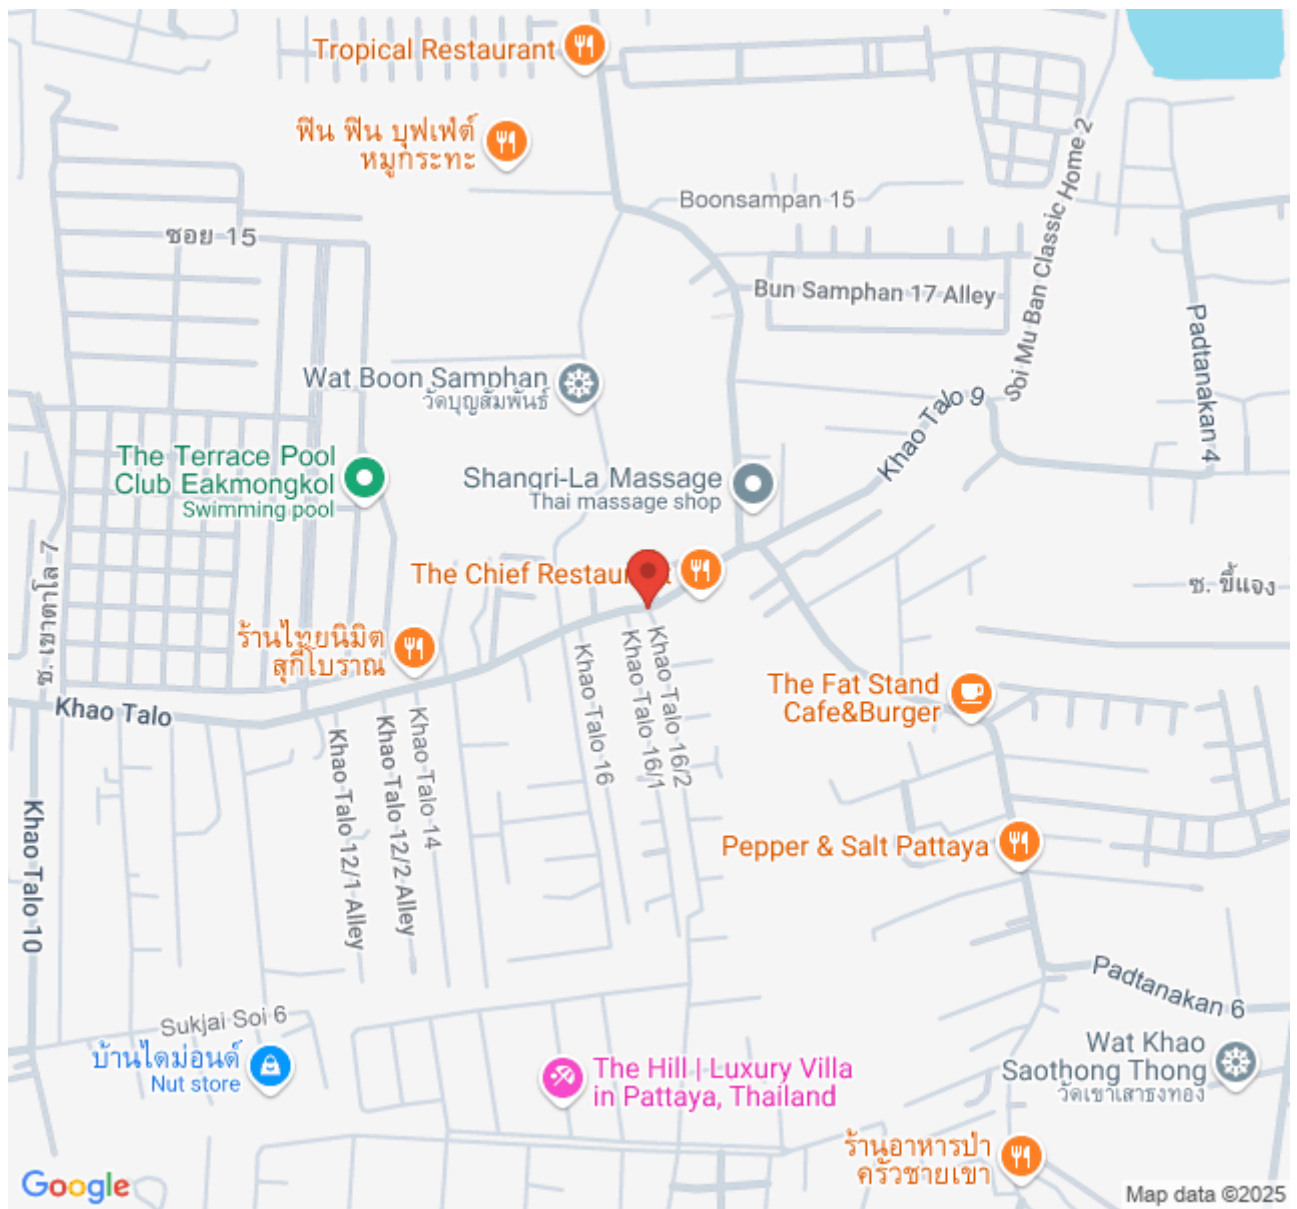 Tropical Restaurant
ฟิน ฟิน บุฟเฟ่ต์
หมูกระทะ
Boonsampan 15
Soi Mu Ban Classic Home 2
ซอย 15
Bun Samphan 17 Alley
Padtanakan 4
Wat Boon Samphan
วัดบุญสัมพันธ์
Khao Talo 9
The Terrace Pool
Club Eakmongkol
Swimming pool
Shangri-La Massage
Thai massage shop
The Chief Restaurant
ซ. เขาตาโล 7
ซ. ขี้แจง
ร้านไทยนิมิต
สุกี้โบราณ
Khao Talo
Khao Talo 16
Khao Talo 16/1
Khao Talo 16/2
The Fat Stand
Cafe&Burger
Khao Talo 12/1 Alley
Khao Talo 12/2 Alley
Khao Talo 14
Khao Talo 10
Pepper & Salt Pattaya
Padtanakan 6
Sukjai Soi 6
บ้านไดม่อนด์
Nut store
The Hill | Luxury Villa
in Pattaya, Thailand
Wat Khao
Saothong Thong
วัดเขาเสาธงทอง
ร้านอาหารป่า
ครัวชายเขา
Google
Map data ©2025